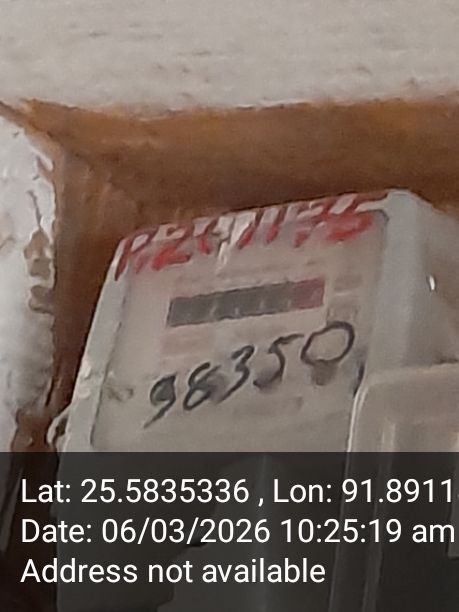 98350
Lat: 25.5835336 , Lon: 91.8911
Date: 06/03/2026 10:25:19 am
Address not available